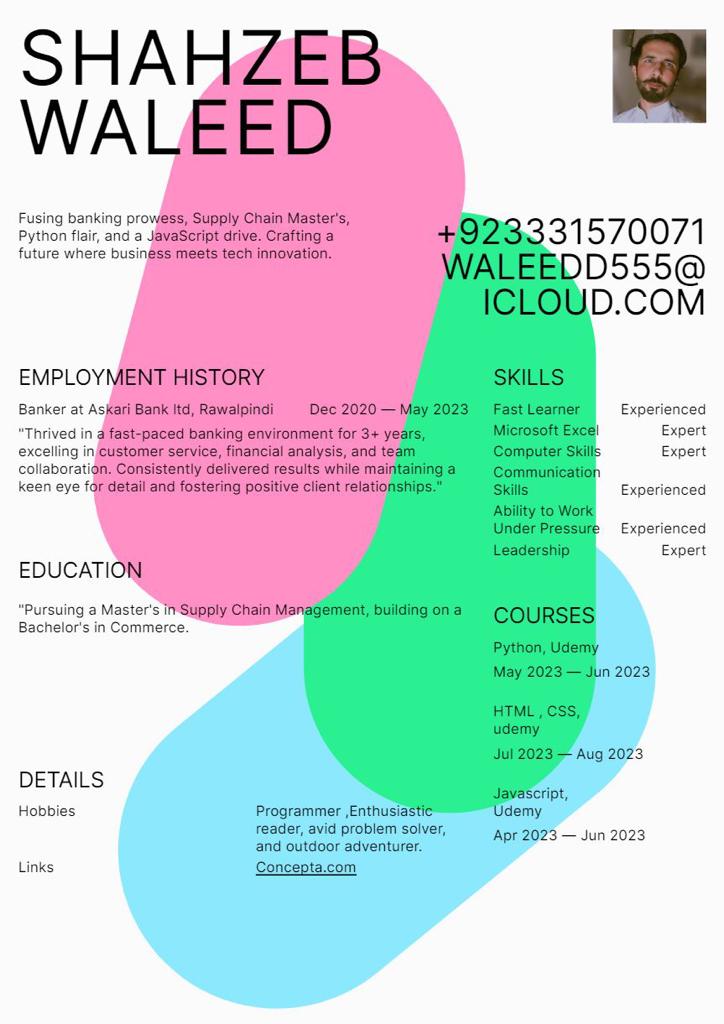 SHAHZEB
WALEED
Fusing banking prowess, Supply Chain Master's,
Python flair, and a JavaScript drive. Crafting a
future where business meets tech innovation.
+923331570071
WALEEDD555@
ICLOUD.COM
EMPLOYMENT HISTORY
Banker at Askari Bank ltd, Rawalpindi Dec 2020 — May 2023
"Thrived in a fast-paced banking environment for 3+ years,
excelling in customer service, financial analysis, and team
collaboration. Consistently delivered results while maintaining a
keen eye for detail and fostering positive client relationships."
EDUCATION
"Pursuing a Master's in Supply Chain Management, building on a
Bachelor's in Commerce.
DETAILS
Hobbies Programmer ,Enthusiastic
reader, avid problem solver,
and outdoor adventurer.
Links Concepta.com
SKILLS
Fast Learner Experienced
Microsoft Excel Expert
Computer Skills Expert
Communication
Skills Experienced
Ability to Work
Under Pressure Experienced
Leadership Expert
COURSES
Python, Udemy
May 2023 — Jun 2023
HTML , CSS,
udemy
Jul 2023 — Aug 2023
Javascript,
Udemy
Apr 2023 — Jun 2023